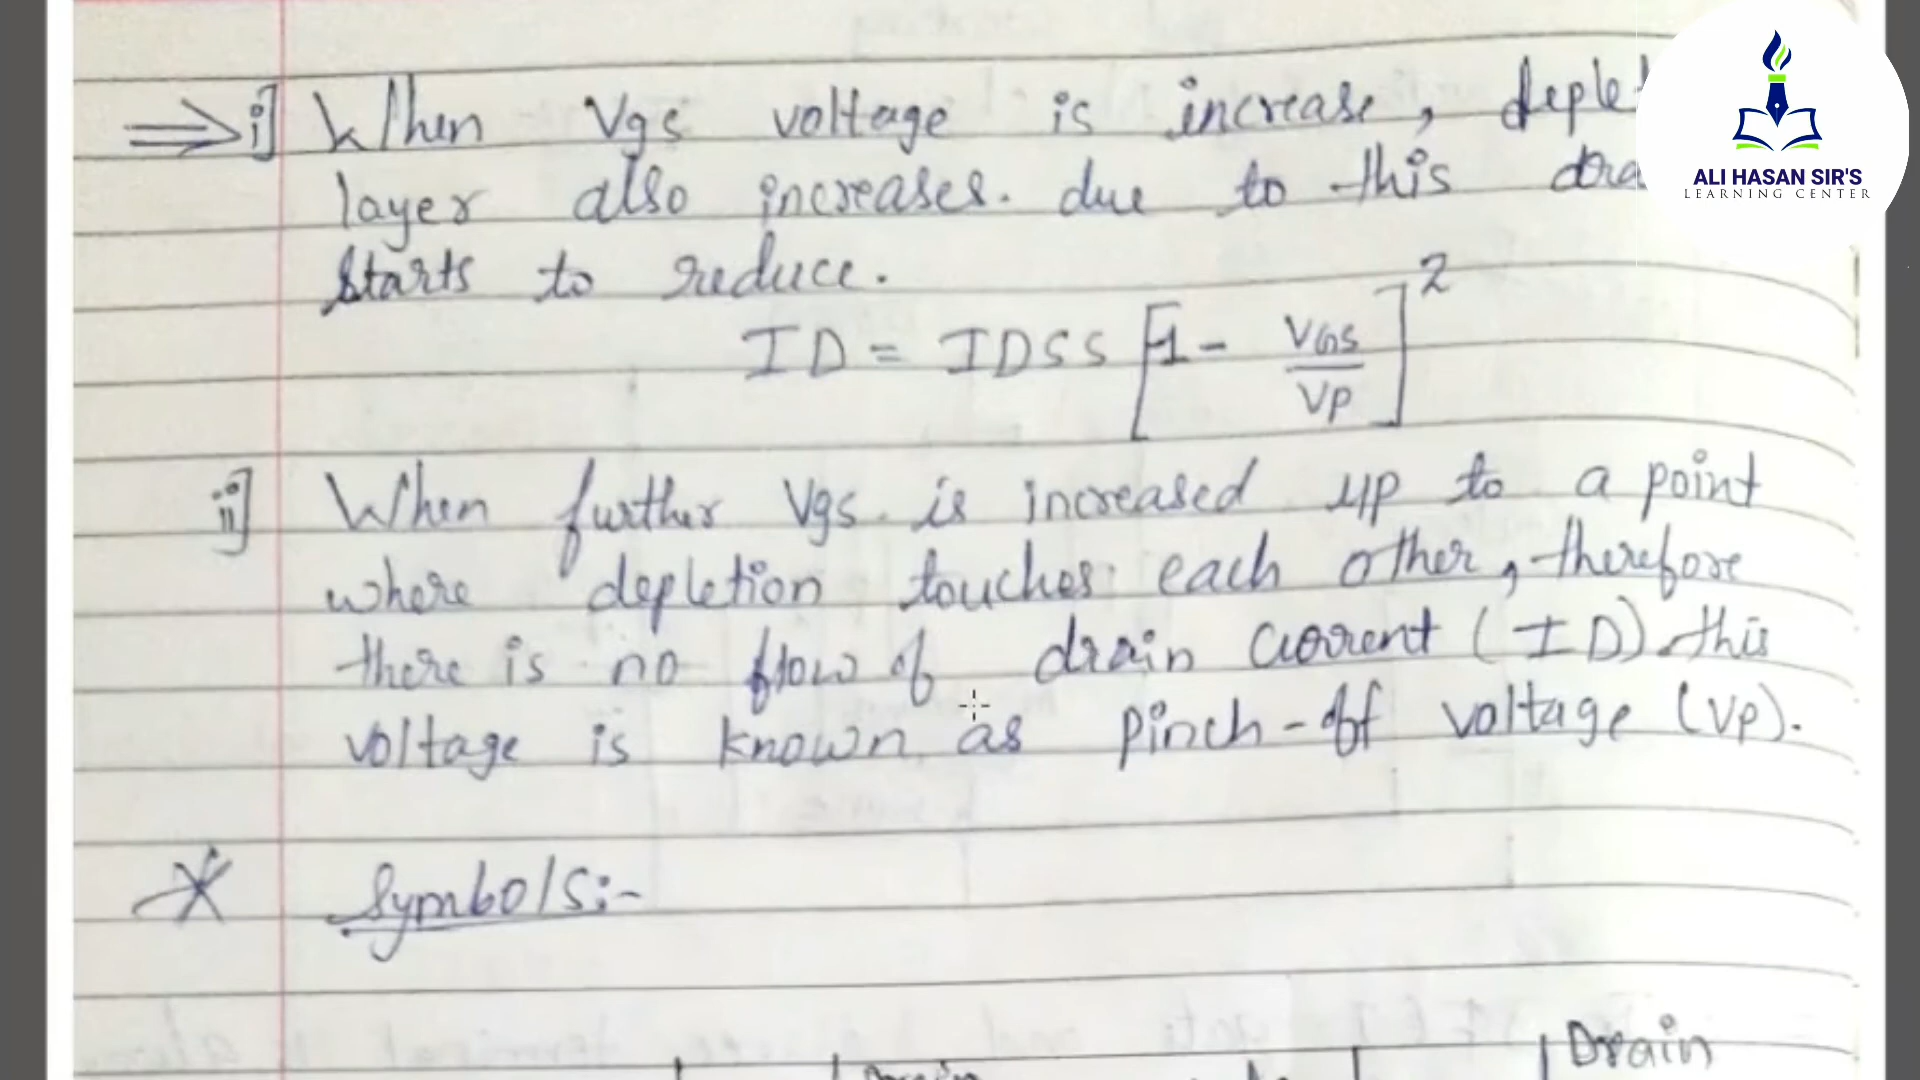 ⇒ i] When Vgs voltage is increase, deplet
layer also increases. due to this dra
starts to reduce.
ID = IDSS [1 - VGS/VP]²
ii] When further Vgs is increased up to a point
where depletion touches each other, therefore
there is no flow of drain current (ID) this
voltage is known as pinch-off voltage (Vp).
* Symbols:-
Drain
ALI HASAN SIR'S
LEARNING CENTER